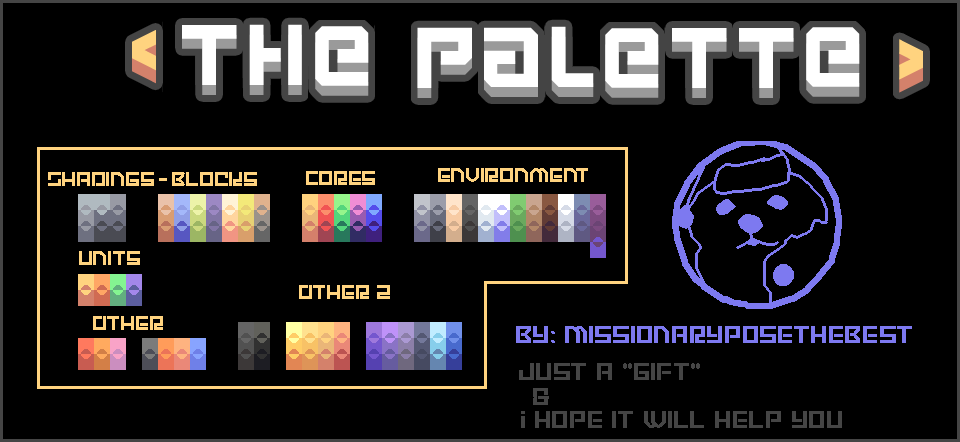 < THE PALETTE >
SHADINGS-BLOCKS
CORES
ENVIRONMENT
UNITS
OTHER 2
OTHER
BY: MISSIONARYPOSETHEBEST
JUST A "GIFT"
&
i HOPE IT WILL HELP YOU